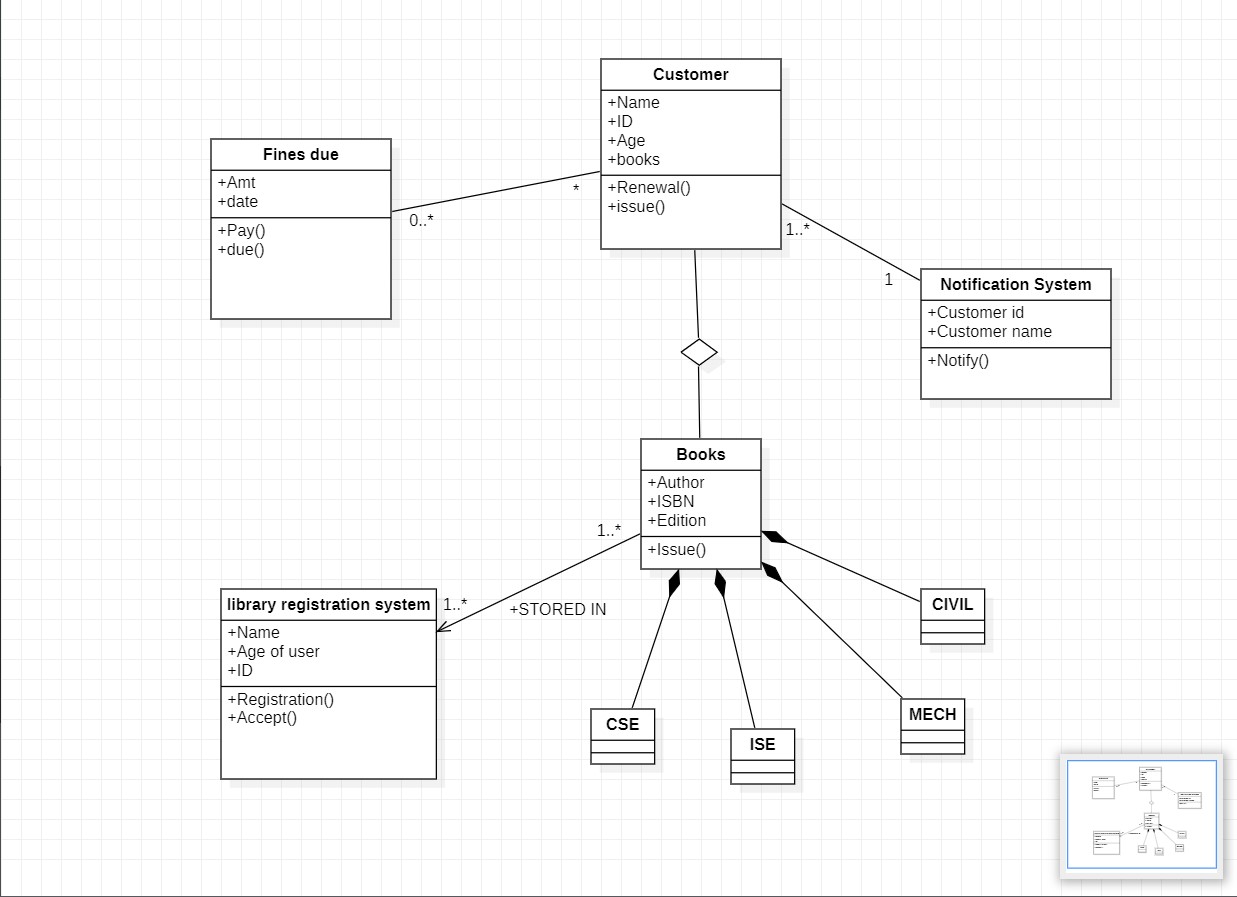 Customer
+Name
+ID
+Age
+books
+Renewal()
+issue()
Fines due
+Amt
+date
+Pay()
+due()
*
0..*
1..*
1
Notification System
+Customer id
+Customer name
+Notify()
Books
+Author
+ISBN
+Edition
+Issue()
1..*
1..*
+STORED IN
library registration system
+Name
+Age of user
+ID
+Registration()
+Accept()
CIVIL
MECH
CSE
ISE